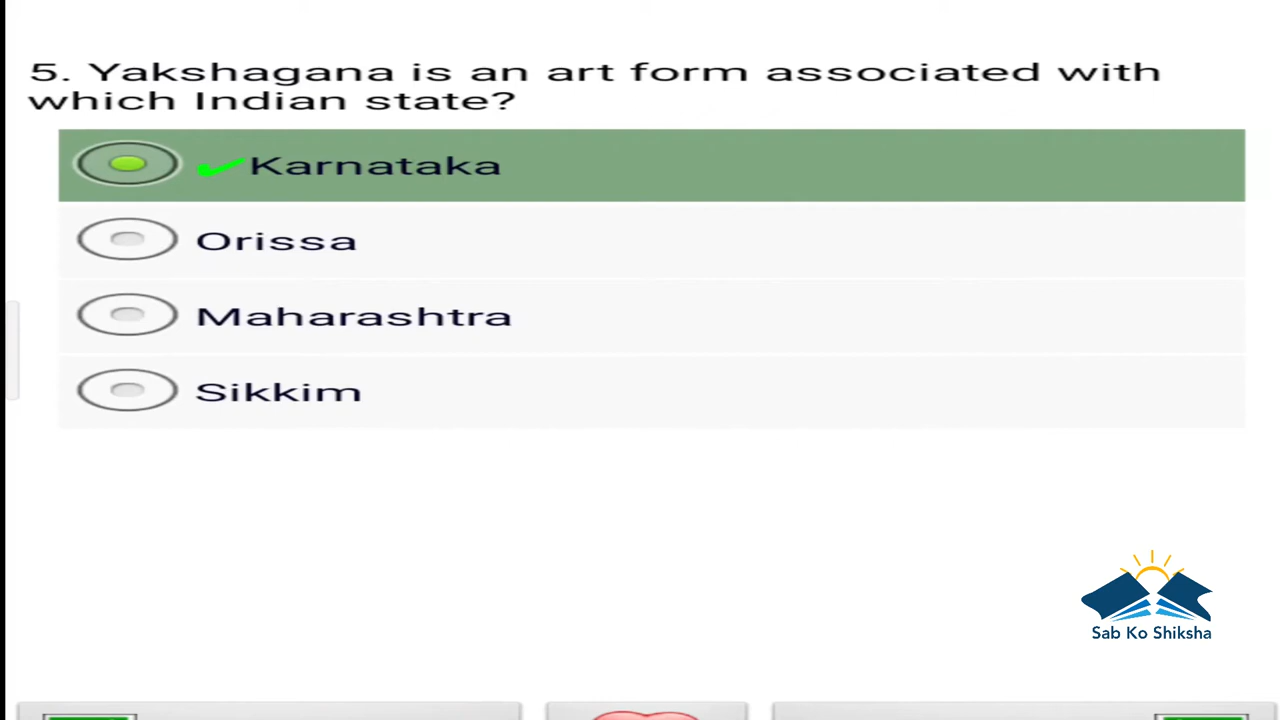 5. Yakshagana is an art form associated with
which Indian state?
Karnataka
Orissa
Maharashtra
Sikkim
Sab Ko Shiksha